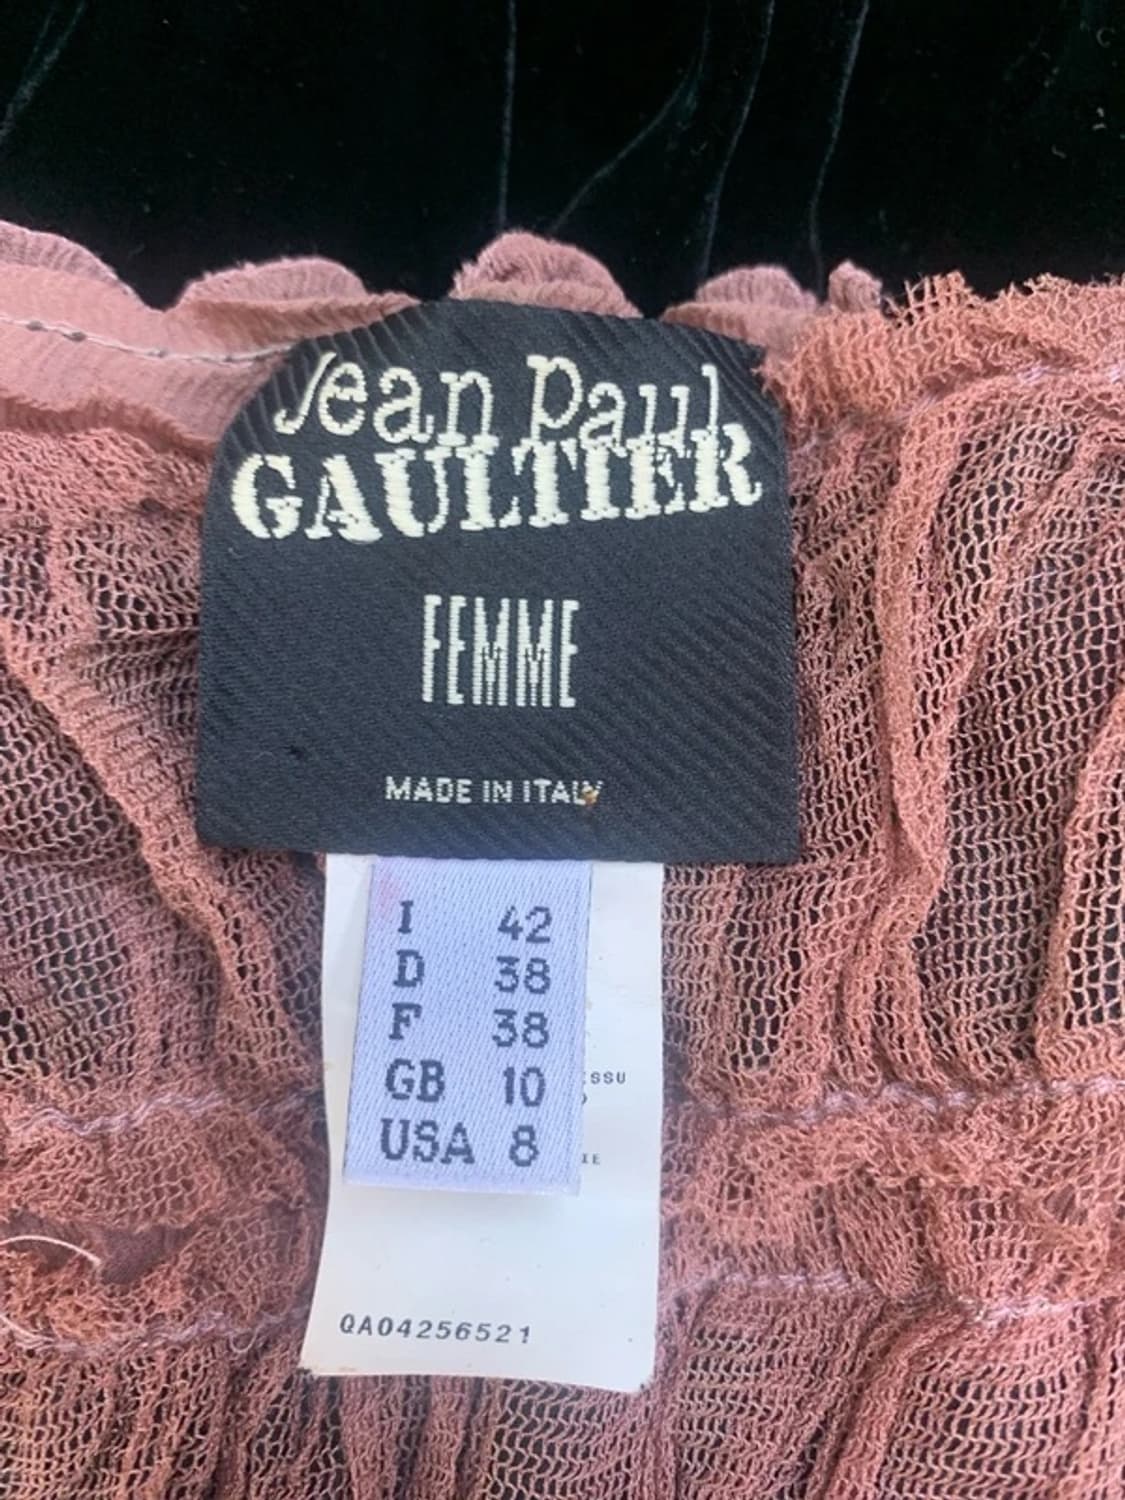 Jean Paul
GAULTIER
FEMME
MADE IN ITALY
I 42
D 38
F 38
GB 10
USA 8
QA04256521